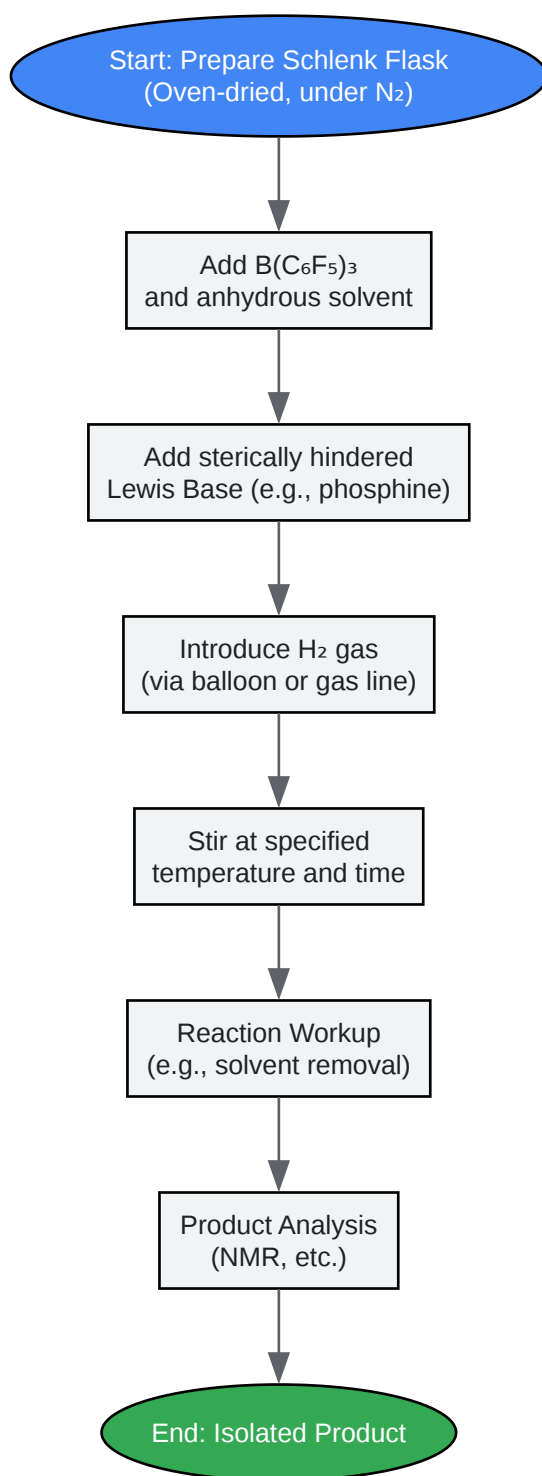 Start: Prepare Schlenk Flask
(Oven-dried, under N₂)
Add B(C₆F₅)₃
and anhydrous solvent
Add sterically hindered
Lewis Base (e.g., phosphine)
Introduce H₂ gas
(via balloon or gas line)
Stir at specified
temperature and time
Reaction Workup
(e.g., solvent removal)
Product Analysis
(NMR, etc.)
End: Isolated Product